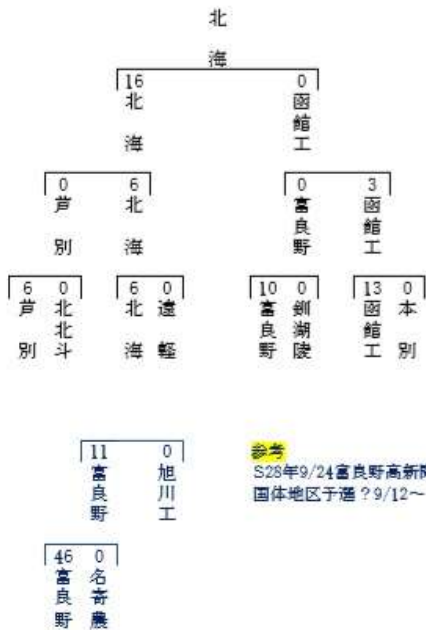 北海
16 0
北海 函館工
0 6 0 3
芦別 北海 富良野 函館工
6 0 6 0 10 0 13 0
芦別 北北斗 北海 遠軽 富良野 釧湖陵 函館工 本別
11 0
富良野 旭川工
参考
S28年9/24富良野高新聞
国体地区予選？9/12～
46 0
富良野 名寄農